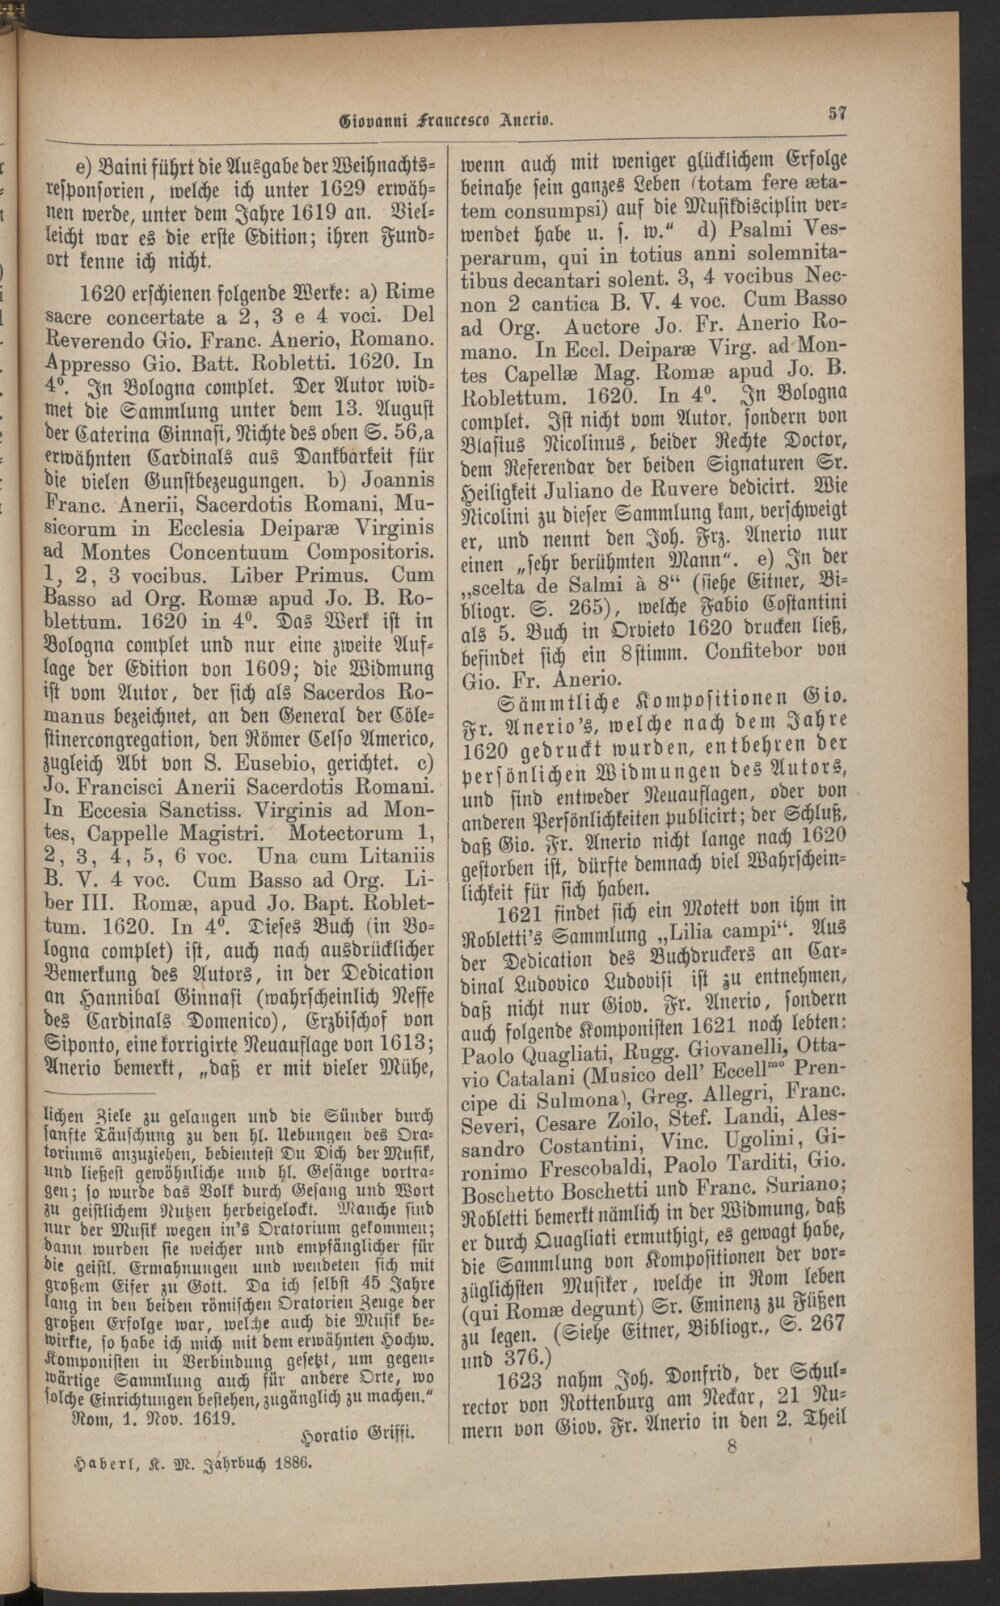 Giovanni Francesco Anerio.
57
e) Baini führt die Ausgabe der Weihnachts-
responsorien, welche ich unter 1629 erwäh-
nen werde, unter dem Jahre 1619 an. Viel-
leicht war es die erste Edition; ihren Fund-
ort kenne ich nicht.
1620 erschienen folgende Werke: a) Rime
sacre concertate a 2, 3 e 4 voci. Del
Reverendo Gio. Franc. Anerio, Romano.
Appresso Gio. Batt. Robletti. 1620. In
4⁰. In Bologna complet. Der Autor wid-
met die Sammlung unter dem 13. August
der Caterina Ginnasi, Nichte des oben S. 56,a
erwähnten Cardinals aus Dankbarkeit für
die vielen Gunstbezeugungen. b) Joannis
Franc. Anerii, Sacerdotis Romani, Mu-
sicorum in Ecclesia Deiparæ Virginis
ad Montes Concentuum Compositoris.
1, 2, 3 vocibus. Liber Primus. Cum
Basso ad Org. Romæ apud Jo. B. Ro-
blettum. 1620 in 4⁰. Das Werk ist in
Bologna complet und nur eine zweite Auf-
lage der Edition von 1609; die Widmung
ist vom Autor, der sich als Sacerdos Ro-
manus bezeichnet, an den General der Cöle-
stinercongregation, den Römer Celso Americo,
zugleich Abt von S. Eusebio, gerichtet. c)
Jo. Francisci Anerii Sacerdotis Romani.
In Eccesia Sanctiss. Virginis ad Mon-
tes, Cappelle Magistri. Motectorum 1,
2, 3, 4, 5, 6 voc. Una cum Litaniis
B. V. 4 voc. Cum Basso ad Org. Li-
ber III. Romæ, apud Jo. Bapt. Roblet-
tum. 1620. In 4⁰. Dieses Buch (in Bo-
logna complet) ist, auch nach ausdrücklicher
Bemerkung des Autors, in der Dedication
an Hannibal Ginnasi (wahrscheinlich Neffe
des Cardinals Domenico), Erzbischof von
Siponto, eine korrigirte Neuauflage von 1613;
Anerio bemerkt, „daß er mit vieler Mühe,
lichen Ziele zu gelangen und die Sünder durch
sanfte Täuschung zu den hl. Uebungen des Ora-
toriums anzuziehen, bedientest Du Dich der Musik,
und ließest gewöhnliche und hl. Gesänge vortra-
gen; so wurde das Volk durch Gesang und Wort
zu geistlichem Nutzen herbeigelockt. Manche sind
nur der Musik wegen in's Oratorium gekommen;
dann wurden sie weicher und empfänglicher für
die geistl. Ermahnungen und wendeten sich mit
großem Eifer zu Gott. Da ich selbst 45 Jahre
lang in den beiden römischen Oratorien Zeuge der
großen Erfolge war, welche auch die Musik be-
wirkte, so habe ich mich mit dem erwähnten Hochw.
Komponisten in Verbindung gesetzt, um gegen-
wärtige Sammlung auch für andere Orte, wo
solche Einrichtungen bestehen, zugänglich zu machen."
Rom, 1. Nov. 1619.
Horatio Griffi.
Haberl, K. M. Jahrbuch 1886.
wenn auch mit weniger glücklichem Erfolge
beinahe sein ganzes Leben (totam fere æta-
tem consumpsi) auf die Musikdisciplin ver-
wendet habe u. s. w." d) Psalmi Ves-
perarum, qui in totius anni solemnita-
tibus decantari solent. 3, 4 vocibus Nec-
non 2 cantica B. V. 4 voc. Cum Basso
ad Org. Auctore Jo. Fr. Anerio Ro-
mano. In Eccl. Deiparæ Virg. ad Mon-
tes Capellæ Mag. Romæ apud Jo. B.
Roblettum. 1620. In 4⁰. In Bologna
complet. Ist nicht vom Autor, sondern von
Blasius Nicolinus, beider Rechte Doctor,
dem Referendar der beiden Signaturen Sr.
Heiligkeit Juliano de Ruvere dedicirt. Wie
Nicolini zu dieser Sammlung kam, verschweigt
er, und nennt den Joh. Frz. Anerio nur
einen „sehr berühmten Mann". e) In der
„scelta de Salmi à 8" (siehe Eitner, Bi-
bliogr. S. 265), welche Fabio Costantini
als 5. Buch in Orvieto 1620 drucken ließ,
befindet sich ein 8stimm. Confitebor von
Gio. Fr. Anerio.
Sämmtliche Kompositionen Gio.
Fr. Anerio's, welche nach dem Jahre
1620 gedruckt wurden, entbehren der
persönlichen Widmungen des Autors,
und sind entweder Neuauflagen, oder von
anderen Persönlichkeiten publicirt; der Schluß,
daß Gio. Fr. Anerio nicht lange nach 1620
gestorben ist, dürfte demnach viel Wahrschein-
lichkeit für sich haben.
1621 findet sich ein Motett von ihm in
Robletti's Sammlung „Lilia campi". Aus
der Dedication des Buchdruckers an Car-
dinal Ludovico Ludovisi ist zu entnehmen,
daß nicht nur Giov. Fr. Anerio, sondern
auch folgende Komponisten 1621 noch lebten:
Paolo Quagliati, Rugg. Giovanelli, Otta-
vio Catalani (Musico dell' Eccellᵐᵒ Pren-
cipe di Sulmona), Greg. Allegri, Franc.
Severi, Cesare Zoilo, Stef. Landi, Ales-
sandro Costantini, Vinc. Ugolini, Gi-
ronimo Frescobaldi, Paolo Tarditi, Gio.
Boschetto Boschetti und Franc. Suriano;
Robletti bemerkt nämlich in der Widmung, daß
er durch Quagliati ermuthigt, es gewagt habe,
die Sammlung von Kompositionen der vor-
züglichsten Musiker, welche in Rom leben
(qui Romæ degunt) Sr. Eminenz zu Füßen
zu legen. (Siehe Eitner, Bibliogr., S. 267
und 376.)
1623 nahm Joh. Donfrid, der Schul-
rector von Rottenburg am Neckar, 21 Nu-
mern von Giov. Fr. Anerio in den 2. Theil
8